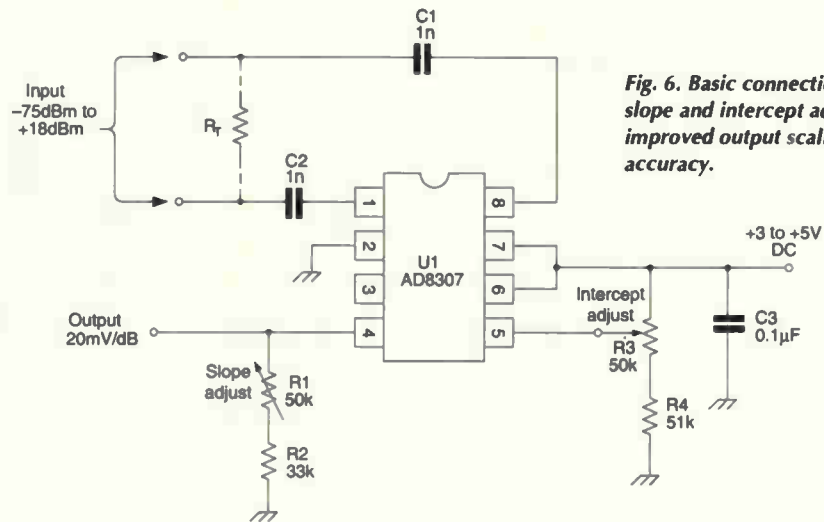 C1
1n
Input
–75dBm to
+18dBm
RT
C2
1n
Fig. 6. Basic connectio
slope and intercept ad
improved output scali
accuracy.
1
2
3
4
8
7
6
5
U1
AD8307
+3 to +5V
DC
Intercept
adjust
R3
50k
C3
0.1µF
R4
51k
Output
20mV/dB
Slope
adjust
R1
50k
R2
33k